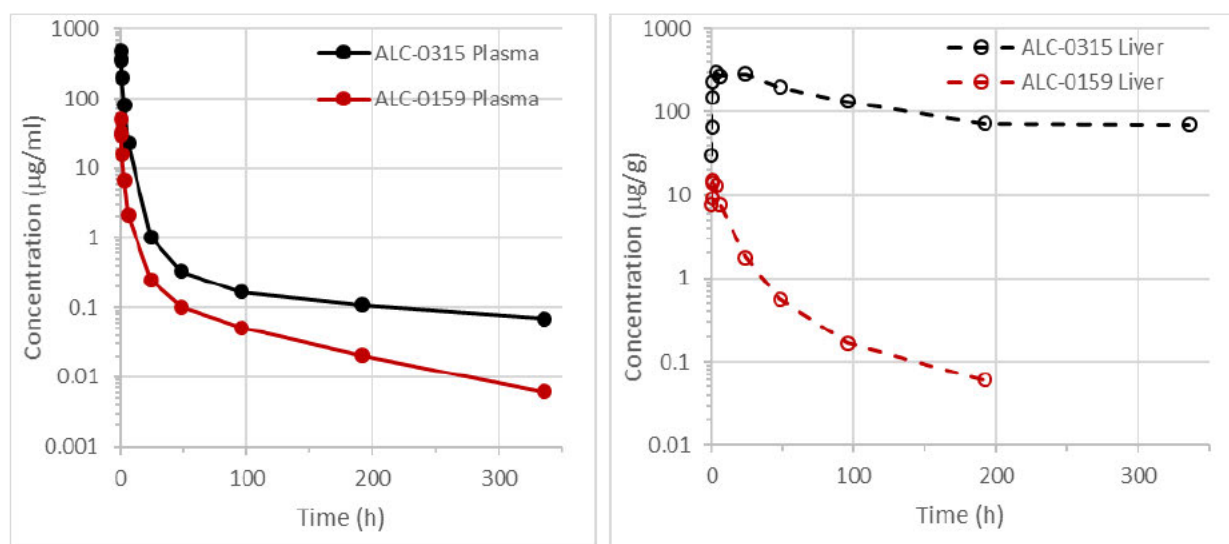 1000
100
10
1
0.1
0.01
0.001
Concentration (µg/ml)
ALC-0315 Plasma
ALC-0159 Plasma
0 100 200 300
Time (h)
1000
100
10
1
0.1
0.01
Concentration (µg/g)
ALC-0315 Liver
ALC-0159 Liver
0 100 200 300
Time (h)